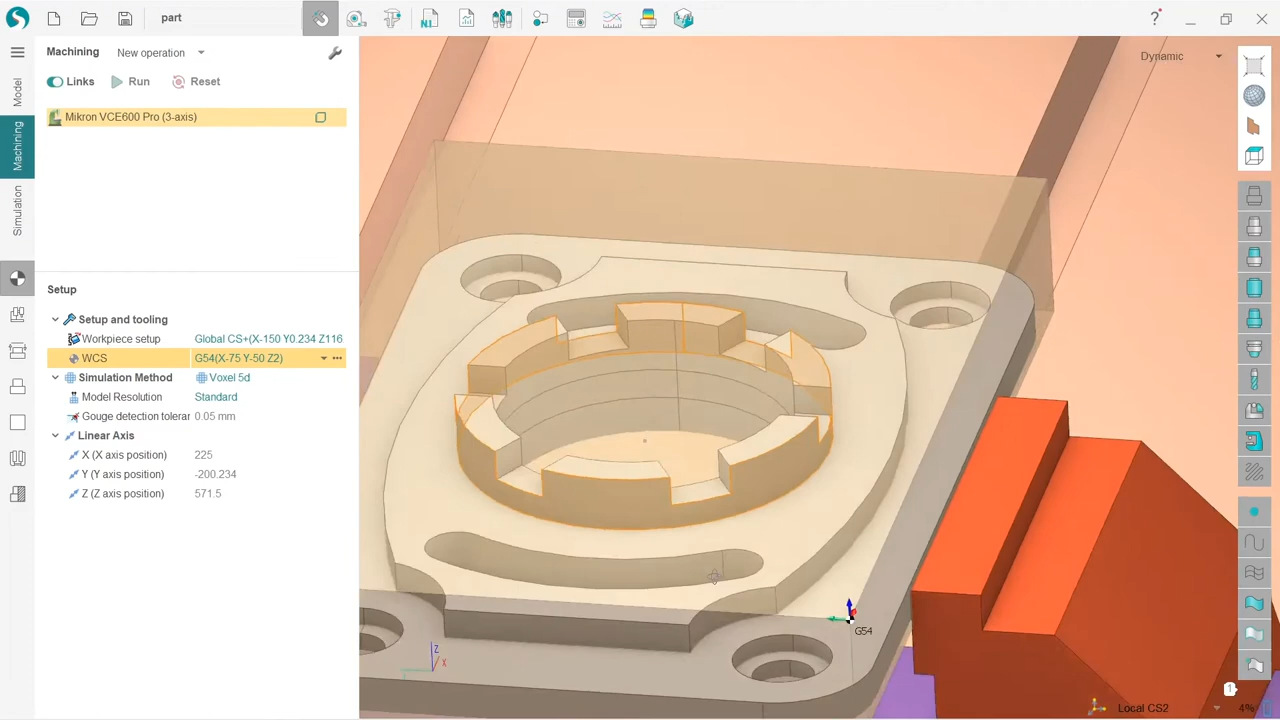 part
?
Machining
New operation
Links
Run
Reset
Mikron VCE600 Pro (3-axis)
Model
Machining
Simulation
Setup
Setup and tooling
Workpiece setup
Global CS+(X-150 Y0.234 Z116.
WCS
G54(X-75 Y-50 Z2)
Simulation Method
Voxel 5d
Model Resolution
Standard
Gouge detection toleran
0.05 mm
Linear Axis
X (X axis position)
225
Y (Y axis position)
-200.234
Z (Z axis position)
571.5
Dynamic
G54
Z
X
1
Local CS2
4%